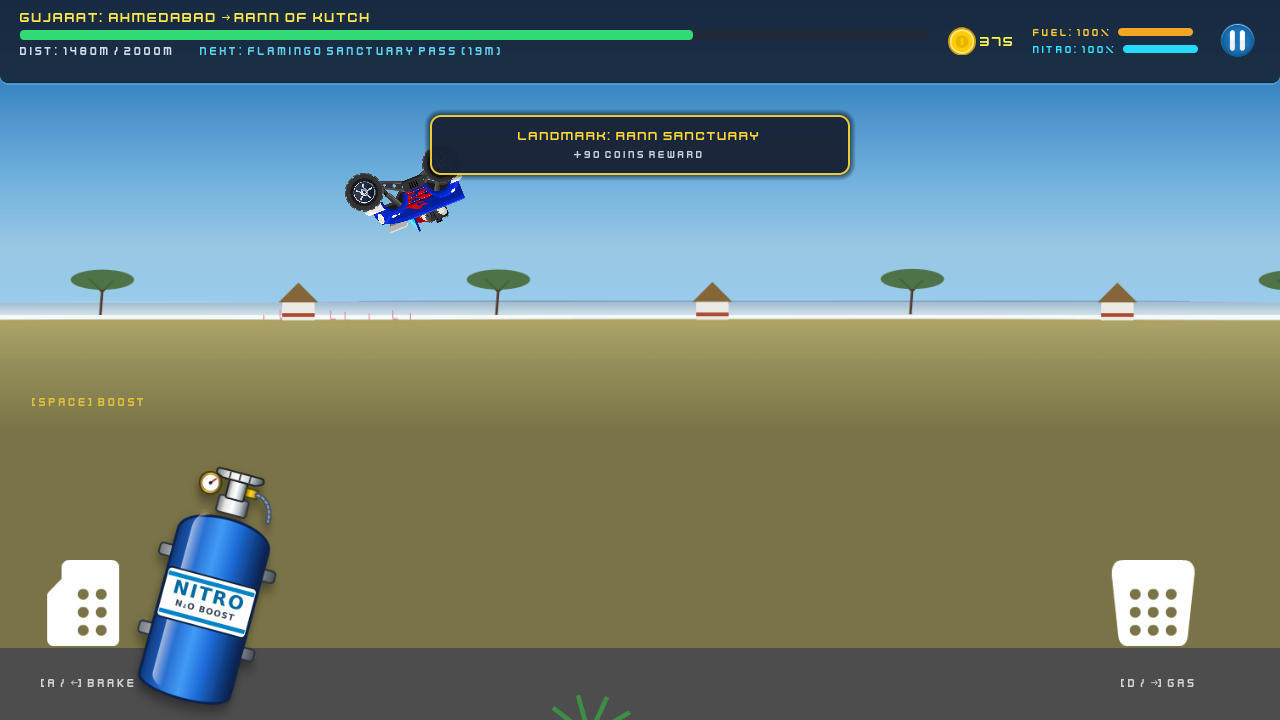 GUJARAT: AHMEDABAD → RANN OF KUTCH
DIST: 1480M / 2000M NEXT: FLAMINGO SANCTUARY PASS (19M)
375
FUEL: 100%
NITRO: 100%
LANDMARK: RANN SANCTUARY
+90 COINS REWARD
[SPACE] BOOST
NITRO
N₂O BOOST
[A / ←] BRAKE
[D / →] GAS